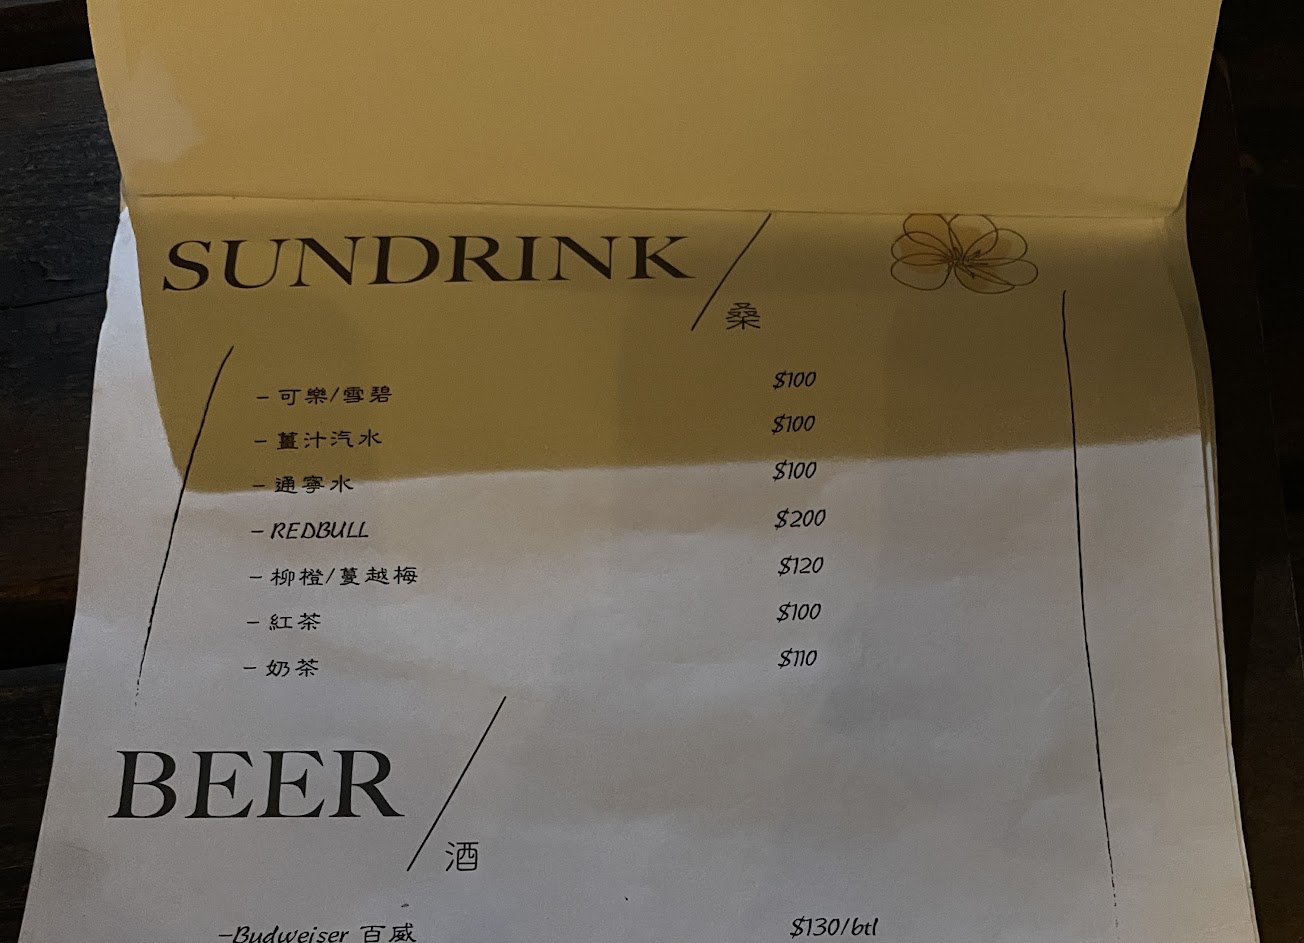 SUNDRINK
桑
- 可樂/雪碧 $100
- 薑汁汽水 $100
- 通寧水 $100
- REDBULL $200
- 柳橙/蔓越梅 $120
- 紅茶 $100
- 奶茶 $110
BEER
酒
-Budweiser 百威 $130/btl